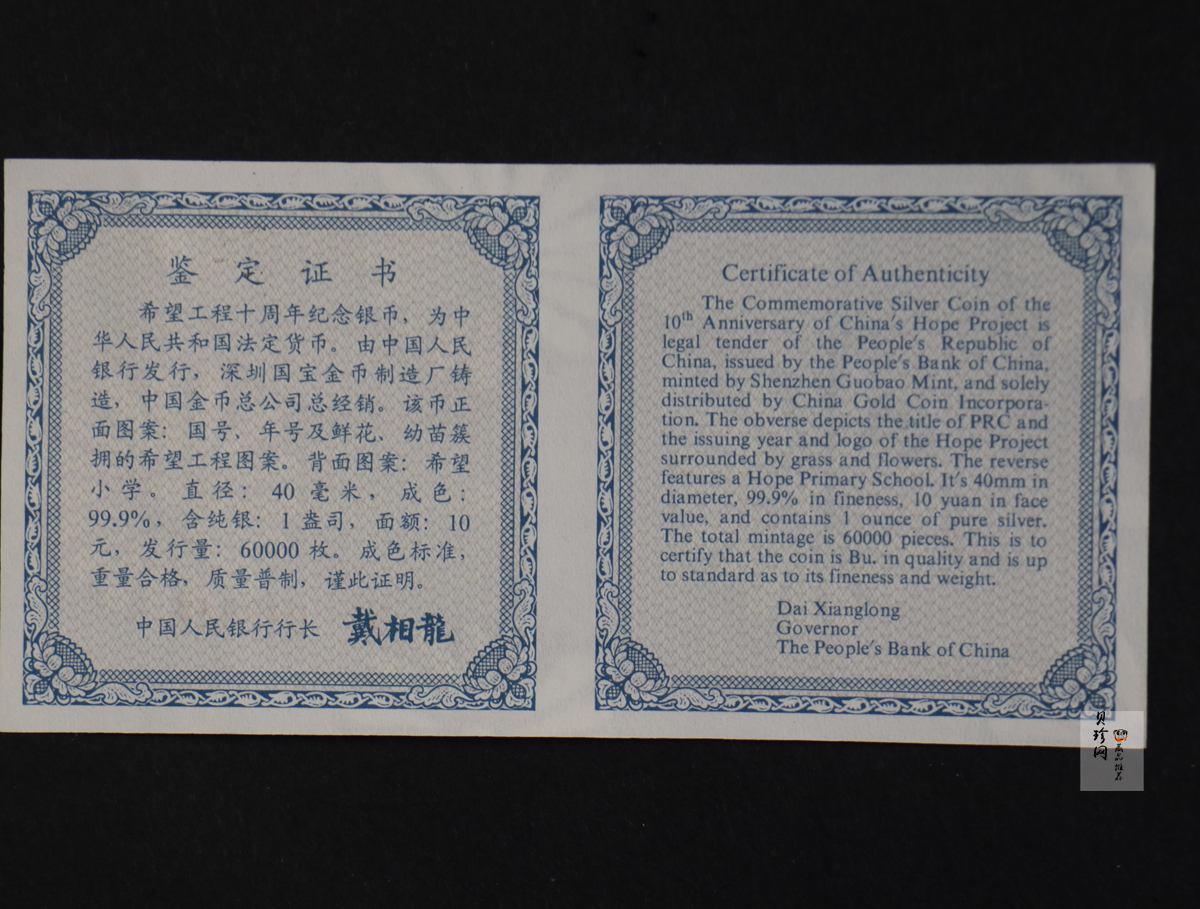 鉴定证书
希望工程十周年纪念银币，为中
华人民共和国法定货币。由中国人民
银行发行，深圳国宝金币制造厂铸
造，中国金币总公司总经销。该币正
面图案：国号、年号及鲜花、幼苗簇
拥的希望工程图案。背面图案：希望
小学。直径：40毫米，成色：
99.9%，含纯银：1盎司，面额：10
元，发行量：60000枚。成色标准，
重量合格，质量普制，谨此证明。
中国人民银行行长 戴相龍
Certificate of Authenticity
The Commemorative Silver Coin of the
10th Anniversary of China's Hope Project is
legal tender of the People's Republic of
China, issued by the People's Bank of China,
minted by Shenzhen Guobao Mint, and solely
distributed by China Gold Coin Incorpora-
tion. The obverse depicts the title of PRC and
the issuing year and logo of the Hope Project
surrounded by grass and flowers. The reverse
features a Hope Primary School. It's 40mm in
diameter, 99.9% in fineness, 10 yuan in face
value, and contains 1 ounce of pure silver.
The total mintage is 60000 pieces. This is to
certify that the coin is Bu. in quality and is up
to standard as to its fineness and weight.
Dai Xianglong
Governor
The People's Bank of China
贝珍网
藏品推荐